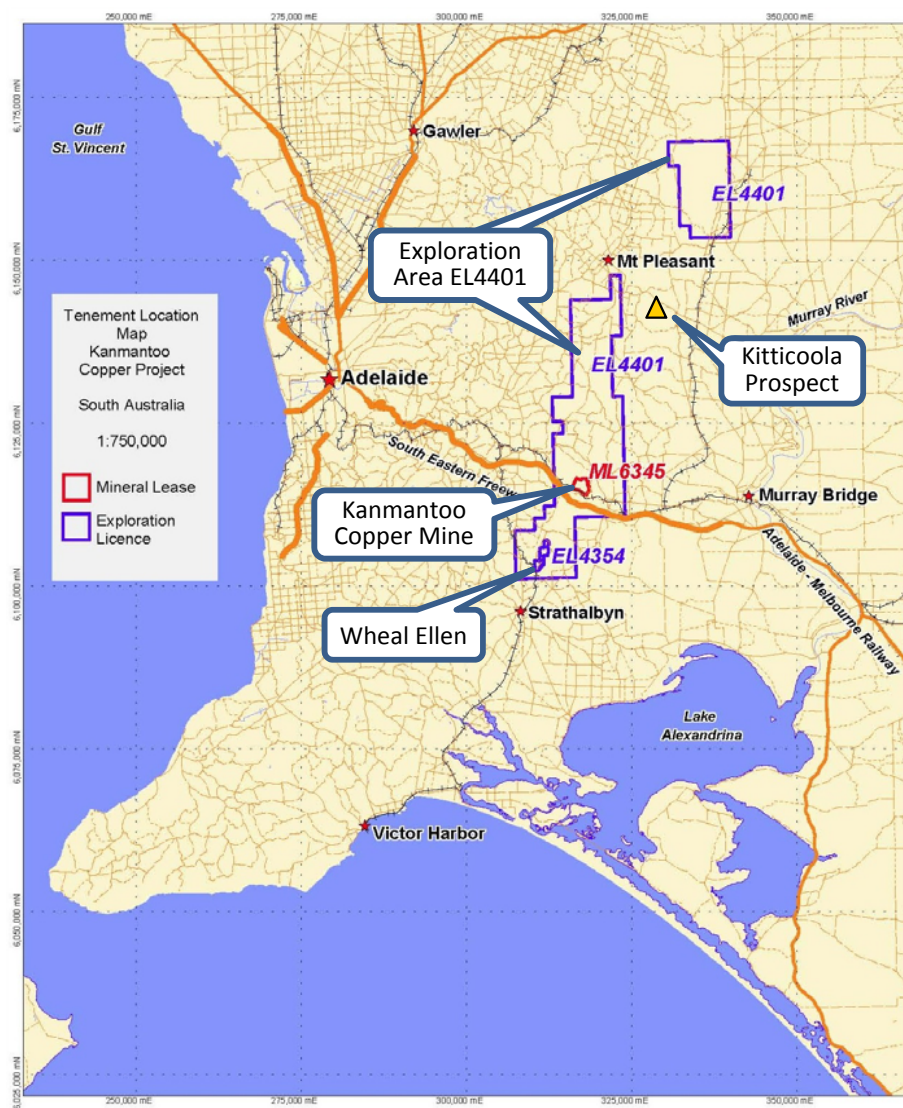 250,000 mE
275,000 mE
300,000 mE
325,000 mE
350,000 mE
6,175,000 mN
Gulf
St. Vincent
Gawler
EL4401
Exploration
Area EL4401
Mt Pleasant
6,150,000 mN
Murray River
Tenement Location
Map
Kanmantoo
Copper Project
South Australia
1:750,000
Mineral Lease
Exploration
Licence
Kitticoola
Prospect
EL4401
Adelaide
6,125,000 mN
South Eastern Freew
ML6345
Kanmantoo
Copper Mine
Murray Bridge
EL4354
Adelaide - Melbourne Railway
6,100,000 mN
Strathalbyn
Wheal Ellen
Lake
Alexandrina
6,075,000 mN
Victor Harbor
6,050,000 mN
6,025,000 mN
250,000 mE
275,000 mE
300,000 mE
325,000 mE
350,000 mE